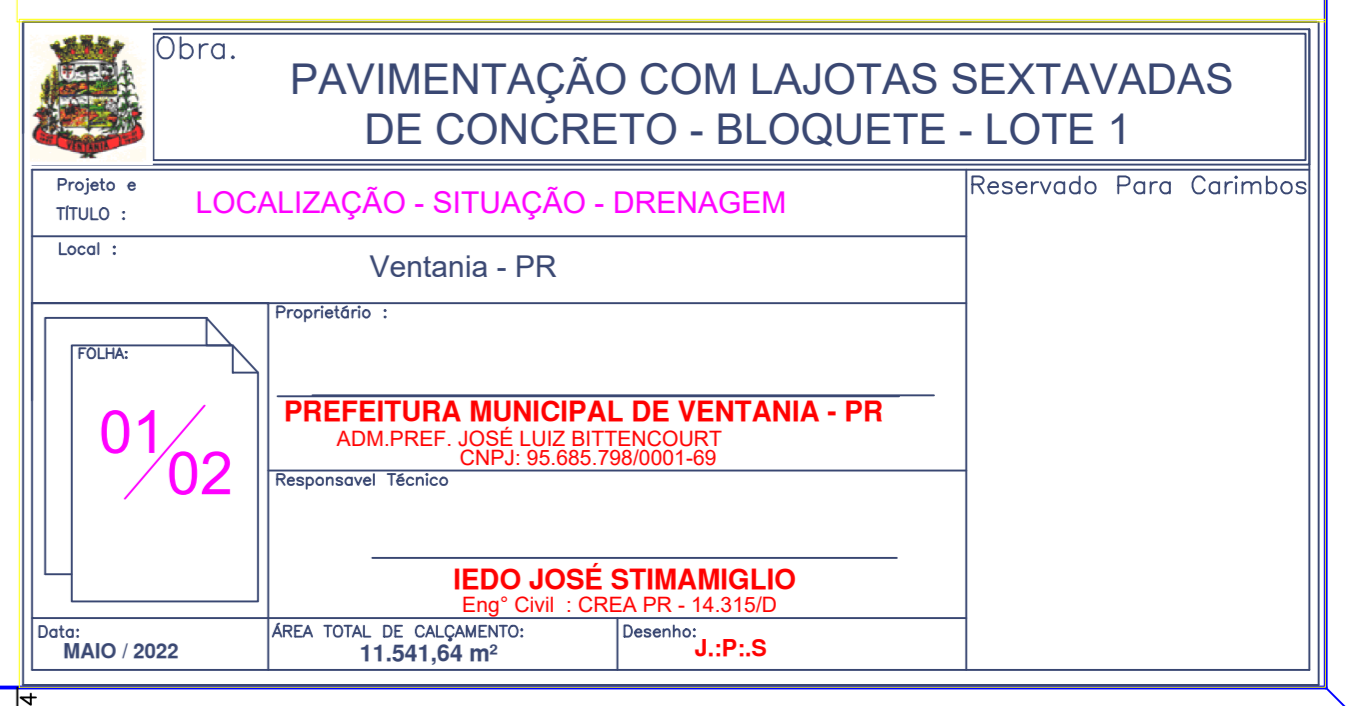 Obra.
PAVIMENTAÇÃO COM LAJOTAS SEXTAVADAS
DE CONCRETO - BLOQUETE - LOTE 1
VENTANIA
Projeto e
TÍTULO :
LOCALIZAÇÃO - SITUAÇÃO - DRENAGEM
Reservado Para Carimbos
Local :
Ventania - PR
FOLHA:
01/02
Proprietário :
PREFEITURA MUNICIPAL DE VENTANIA - PR
ADM.PREF. JOSÉ LUIZ BITTENCOURT
CNPJ: 95.685.798/0001-69
Responsavel Técnico
IEDO JOSÉ STIMAMIGLIO
Eng° Civil : CREA PR - 14.315/D
Data:
MAIO / 2022
ÁREA TOTAL DE CALÇAMENTO:
11.541,64 m²
Desenho:
J.:P:.S
4